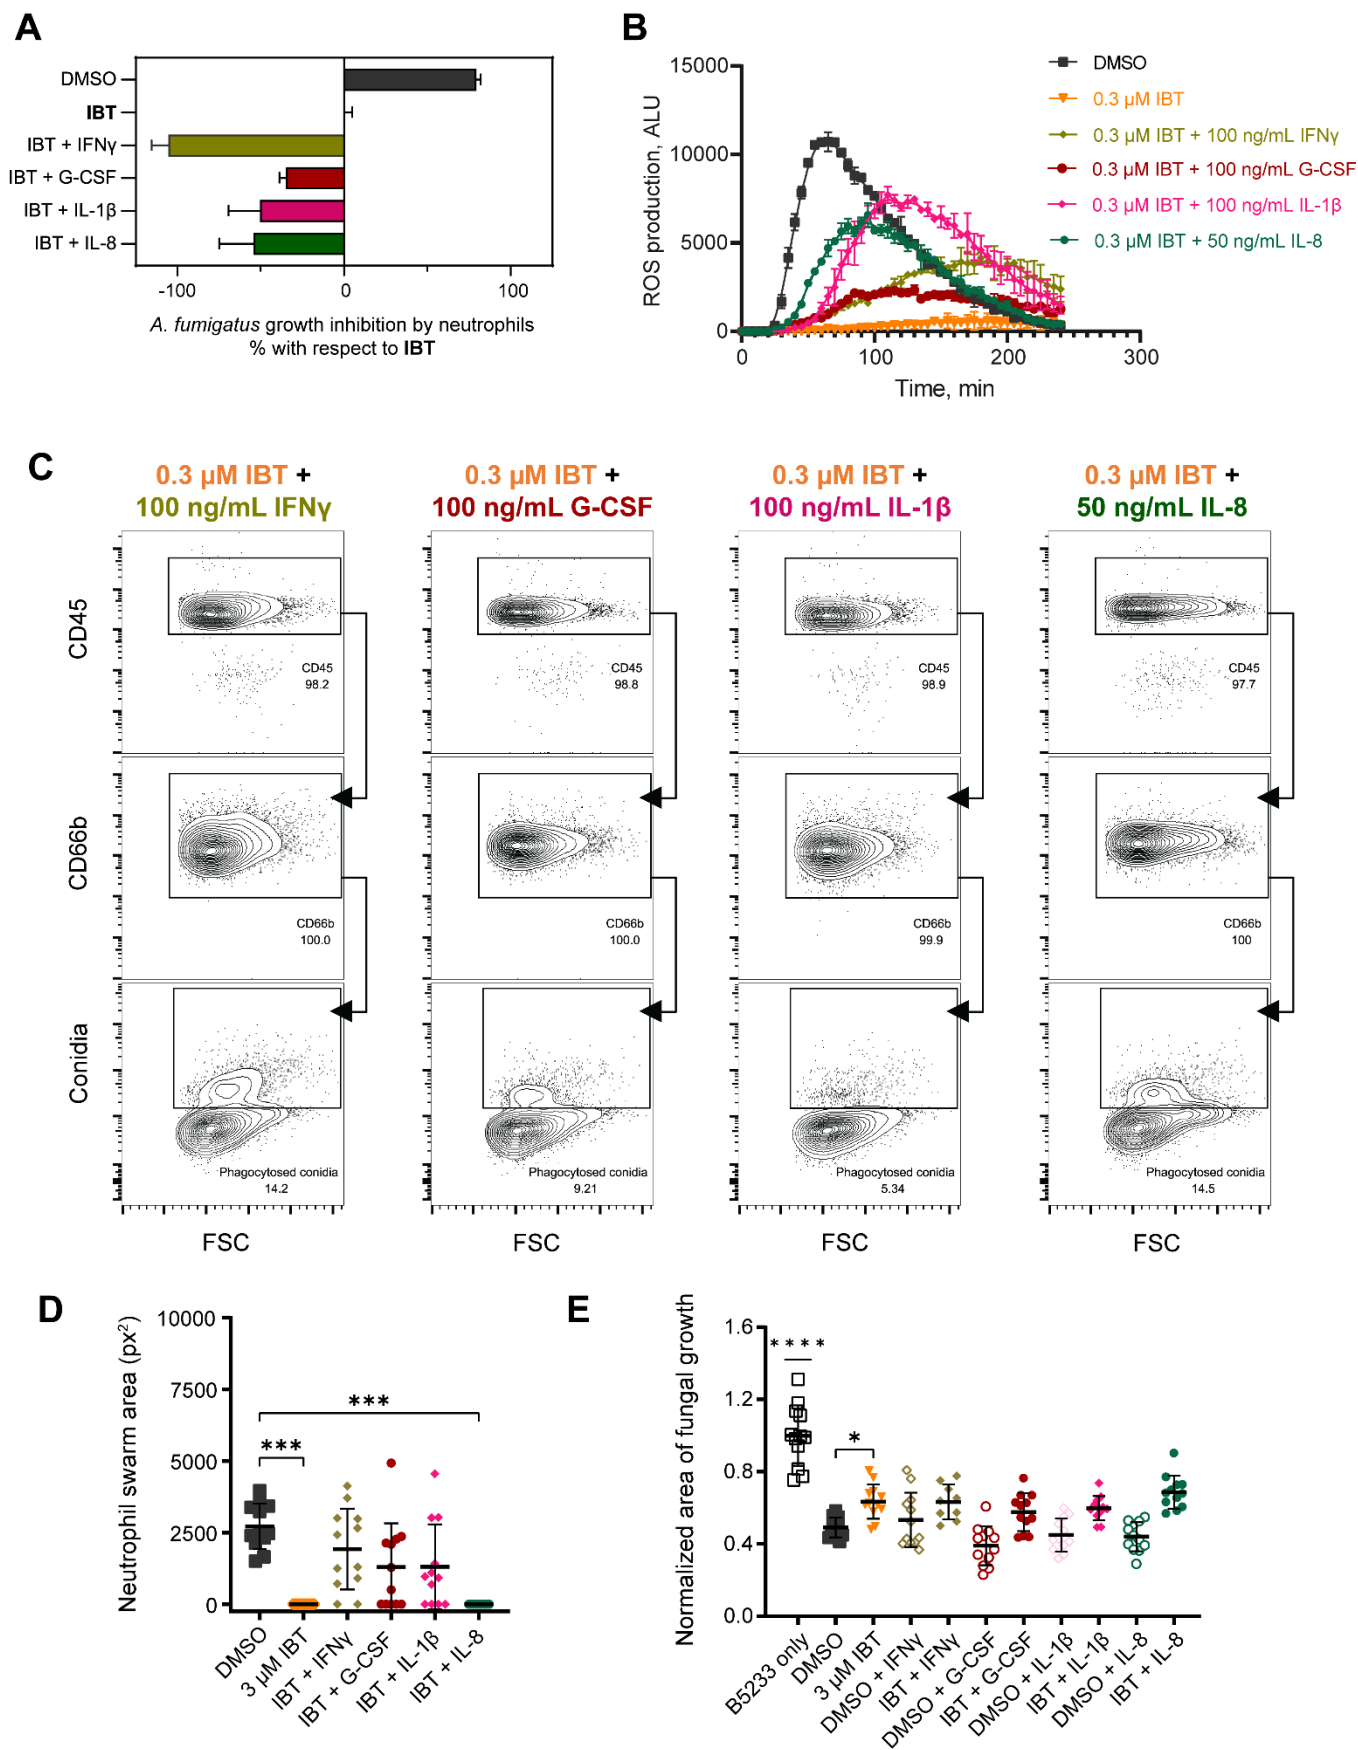 A
DMSO
IBT
IBT + IFNγ
IBT + G-CSF
IBT + IL-1β
IBT + IL-8
-100
0
100
A. fumigatus growth inhibition by neutrophils
% with respect to IBT
B
ROS production, ALU
15000
10000
5000
0
0
100
200
300
Time, min
DMSO
0.3 µM IBT
0.3 µM IBT + 100 ng/mL IFNγ
0.3 µM IBT + 100 ng/mL G-CSF
0.3 µM IBT + 100 ng/mL IL-1β
0.3 µM IBT + 50 ng/mL IL-8
C
0.3 µM IBT +
100 ng/mL IFNγ
0.3 µM IBT +
100 ng/mL G-CSF
0.3 µM IBT +
100 ng/mL IL-1β
0.3 µM IBT +
50 ng/mL IL-8
CD45
CD45
98.2
CD45
98.8
CD45
98.9
CD45
97.7
CD66b
CD66b
100.0
CD66b
100.0
CD66b
99.9
CD66b
100
Conidia
Phagocytosed conidia
14.2
Phagocytosed conidia
9.21
Phagocytosed conidia
5.34
Phagocytosed conidia
14.5
FSC
FSC
FSC
FSC
D
Neutrophil swarm area (px²)
10000
7500
5000
2500
0
***
***
DMSO
3 µM IBT
IBT + IFNγ
IBT + G-CSF
IBT + IL-1β
IBT + IL-8
E
Normalized area of fungal growth
1.6
1.2
0.8
0.4
0.0
****
*
B5233 only
DMSO
3 µM IBT
DMSO + IFNγ
IBT + IFNγ
DMSO + G-CSF
IBT + G-CSF
DMSO + IL-1β
IBT + IL-1β
DMSO + IL-8
IBT + IL-8